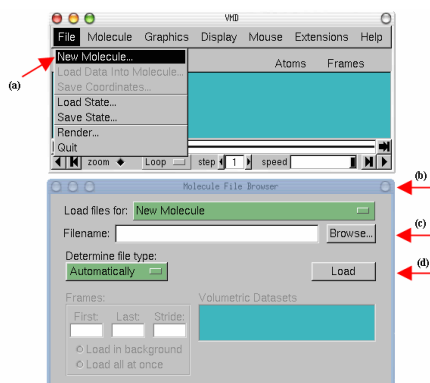 VMD
File Molecule Graphics Display Mouse Extensions Help
New Molecule...
Load Data Into Molecule...
Atoms Frames
(a)
Save Coordinates...
Load State...
Save State...
Render...
Quit
zoom Loop step 1 speed
(b)
Molecule File Browser
Load files for: New Molecule
(c)
Filename: Browse...
Determine file type:
(d)
Automatically Load
Frames: Volumetric Datasets
First: Last: Stride:
Load in background
Load all at once